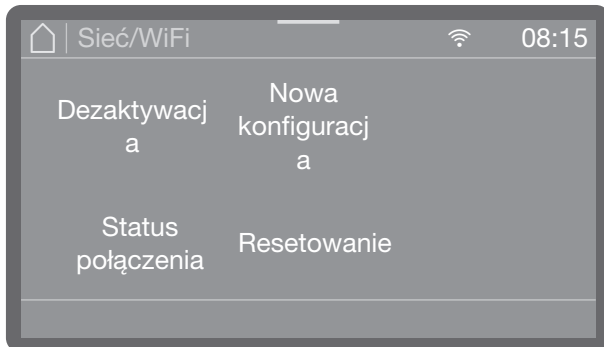 Sieć/WiFi 08:15
Dezaktywacj
a
Nowa
konfiguracj
a
Status
połączenia
Resetowanie